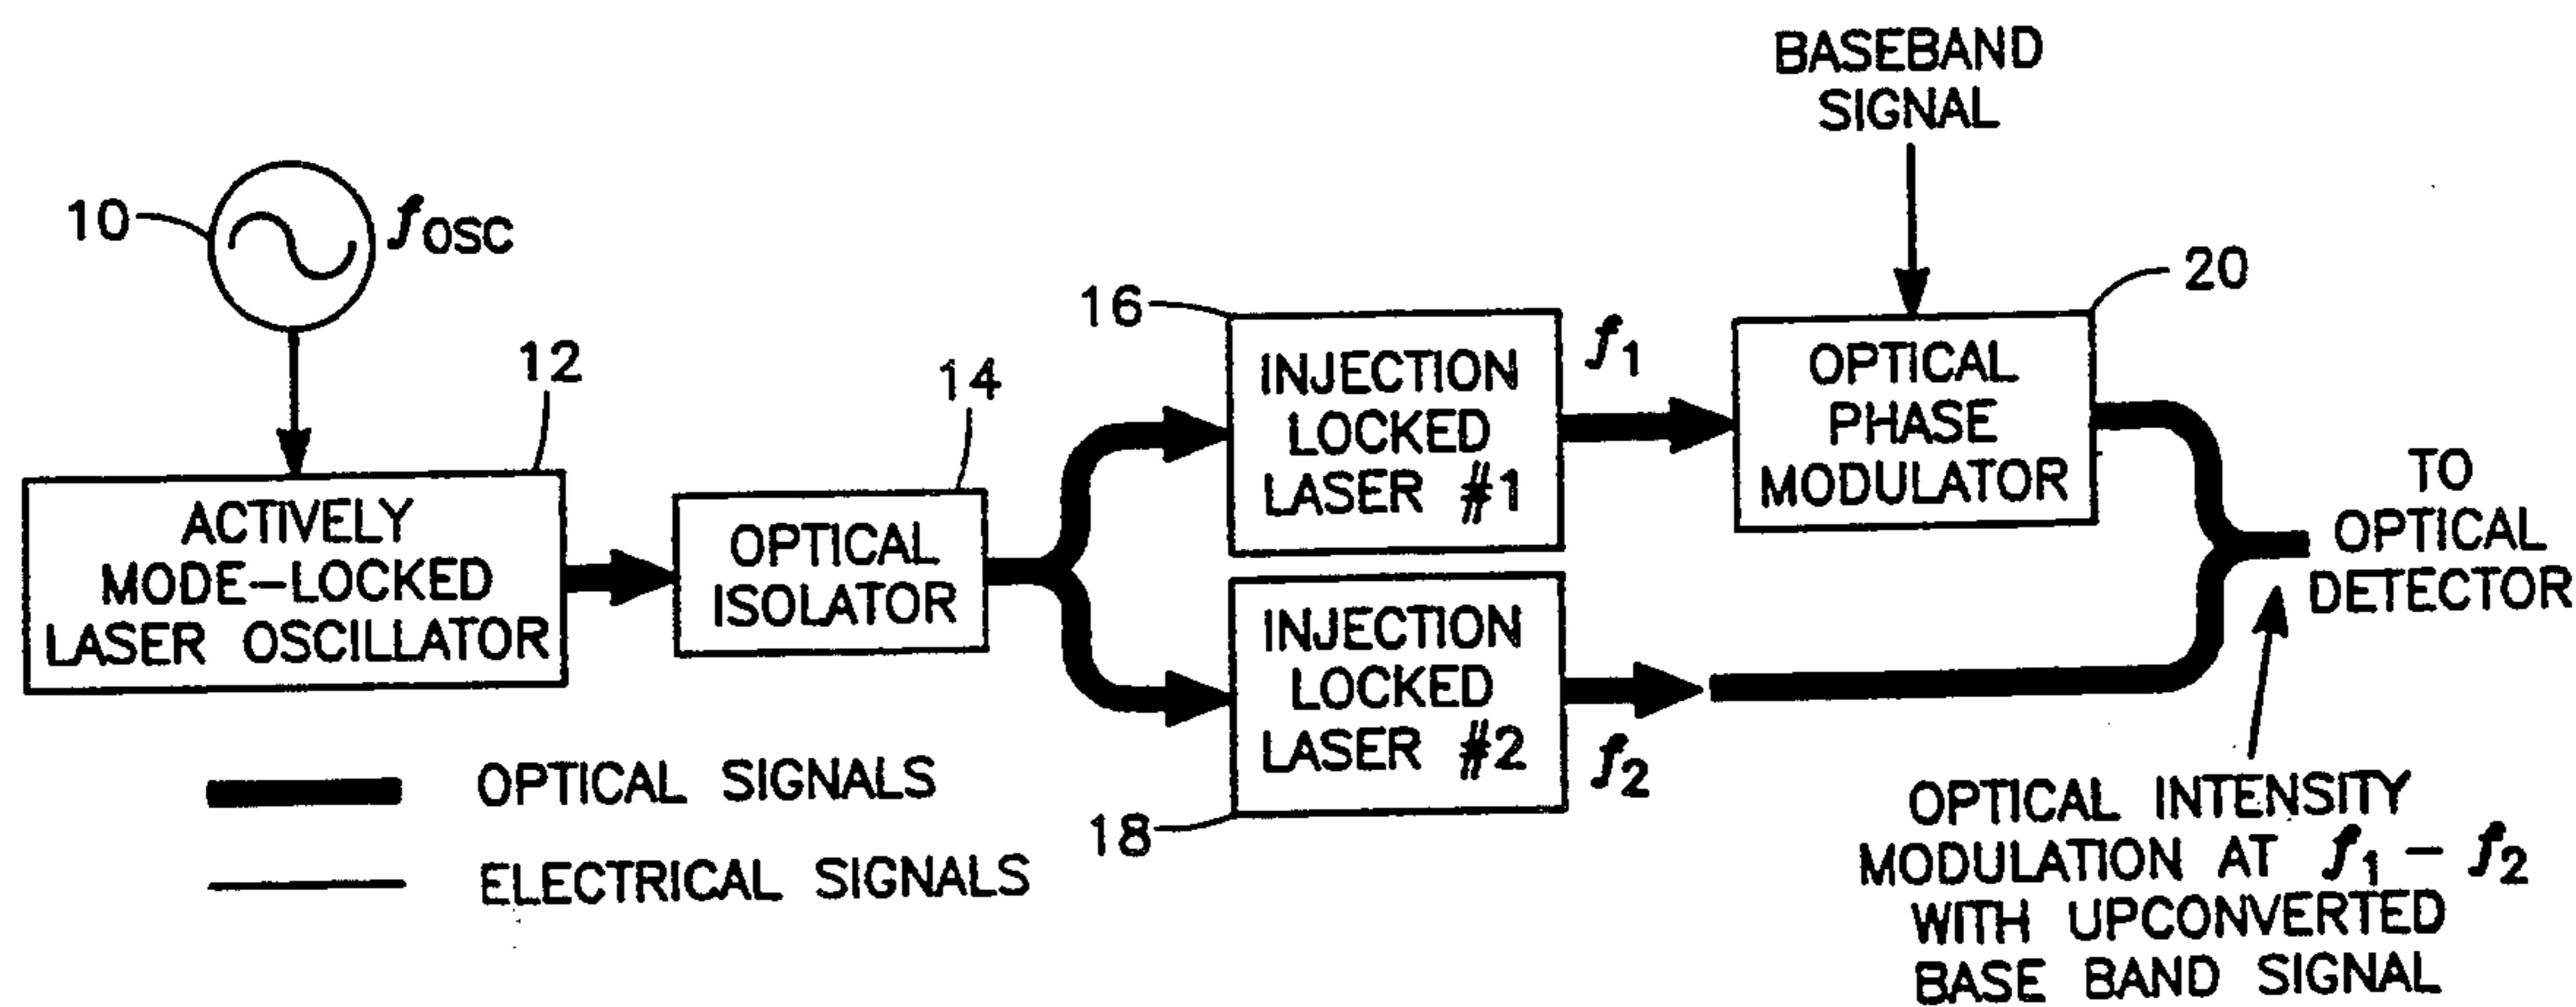 BASEBAND
SIGNAL
10
fOSC
12
14
16
f1
20
ACTIVELY
MODE-LOCKED
LASER OSCILLATOR
OPTICAL
ISOLATOR
INJECTION
LOCKED
LASER #1
OPTICAL
PHASE
MODULATOR
TO
OPTICAL
DETECTOR
INJECTION
LOCKED
LASER #2
f2
18
OPTICAL SIGNALS
ELECTRICAL SIGNALS
OPTICAL INTENSITY
MODULATION AT f1 - f2
WITH UPCONVERTED
BASE BAND SIGNAL